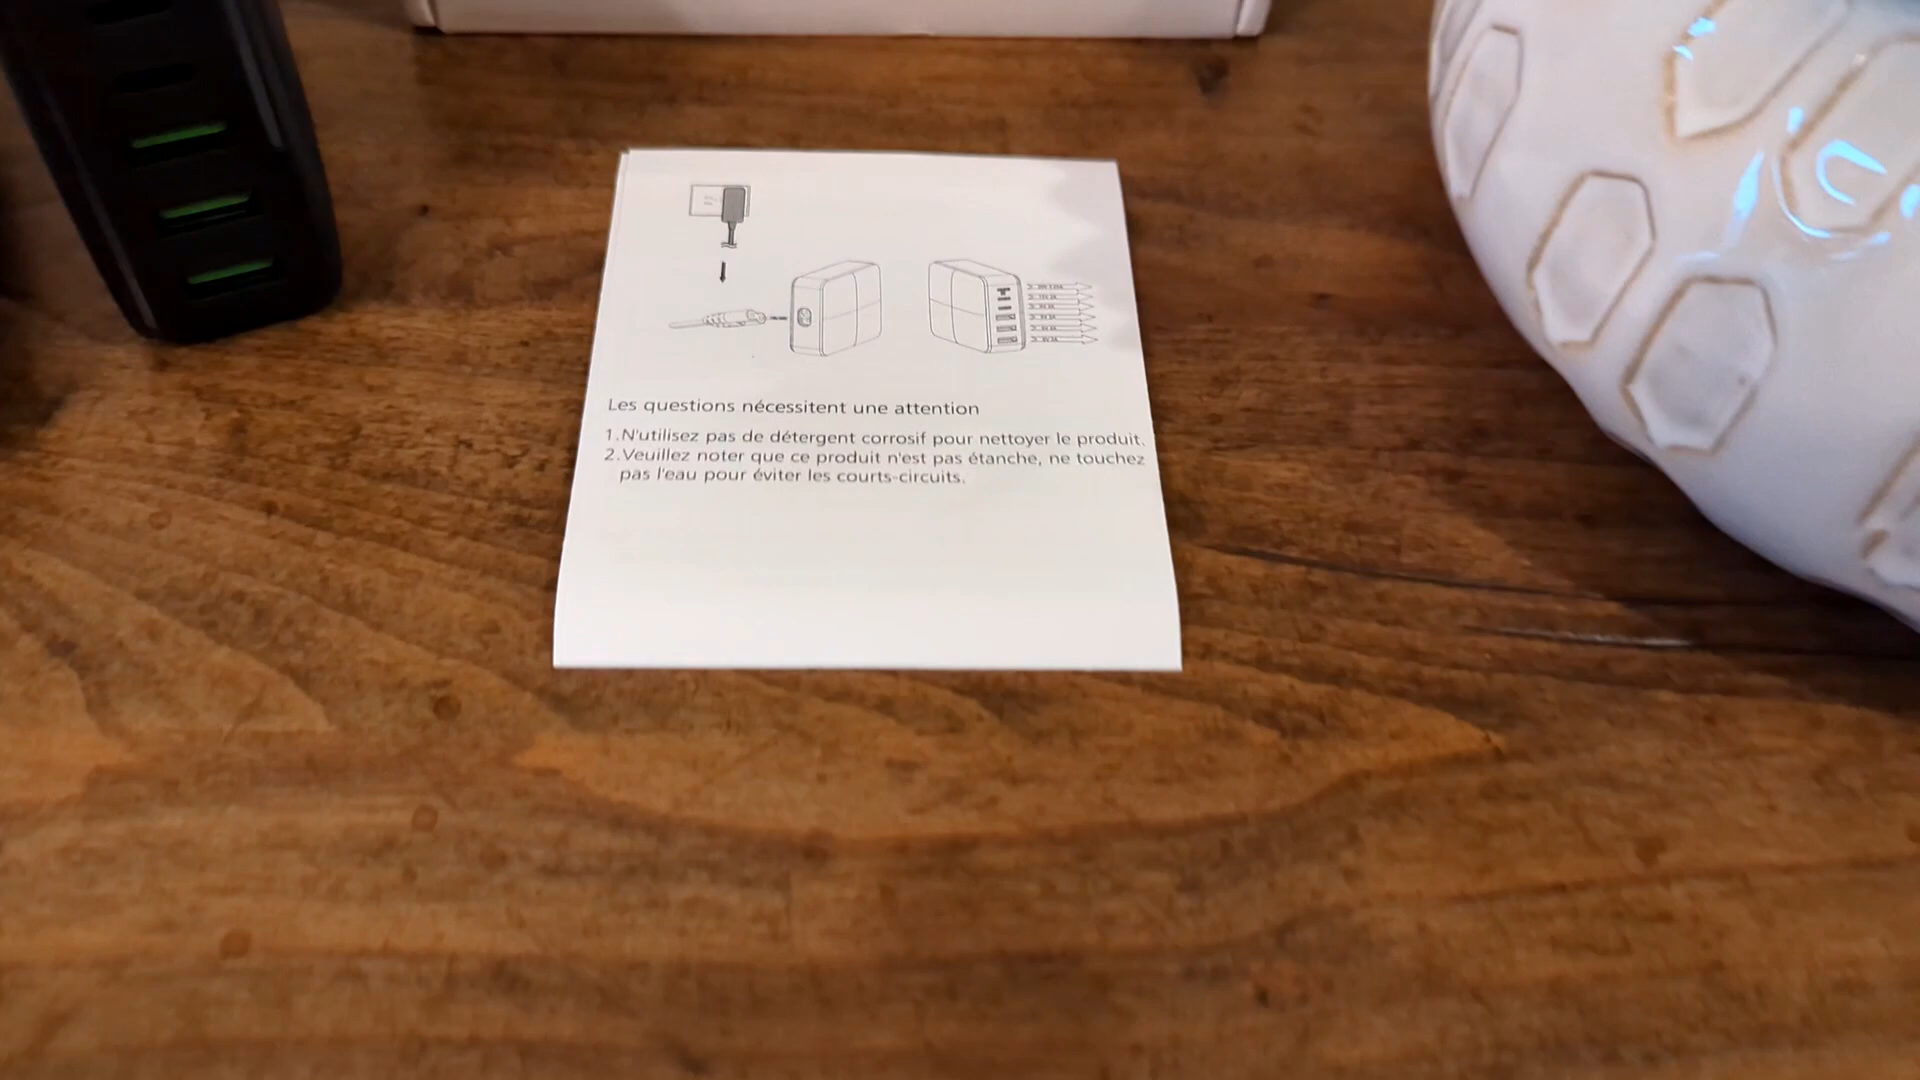 Les questions nécessitent une attention
1.N'utilisez pas de détergent corrosif pour nettoyer le produit.
2.Veuillez noter que ce produit n'est pas étanche, ne touchez
pas l'eau pour éviter les courts-circuits.